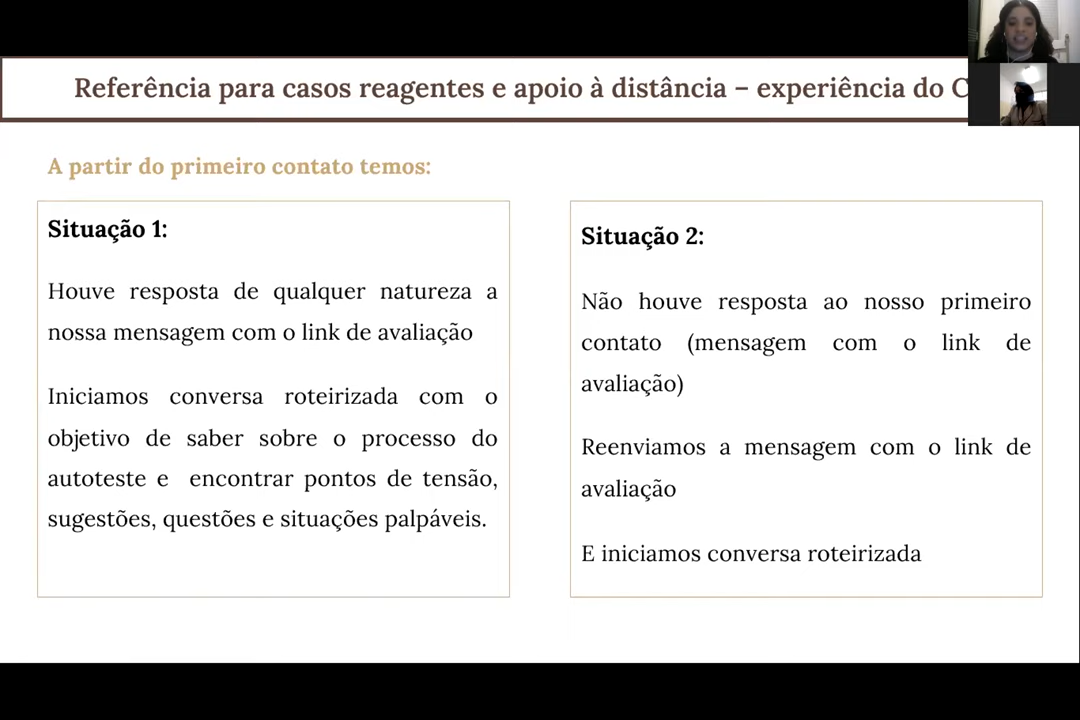 Referência para casos reagentes e apoio à distância – experiência do
A partir do primeiro contato temos:
Situação 1:
Houve resposta de qualquer natureza a
nossa mensagem com o link de avaliação
Iniciamos conversa roteirizada com o
objetivo de saber sobre o processo do
autoteste e encontrar pontos de tensão,
sugestões, questões e situações palpáveis.
Situação 2:
Não houve resposta ao nosso primeiro
contato (mensagem com o link de
avaliação)
Reenviamos a mensagem com o link de
avaliação
E iniciamos conversa roteirizada